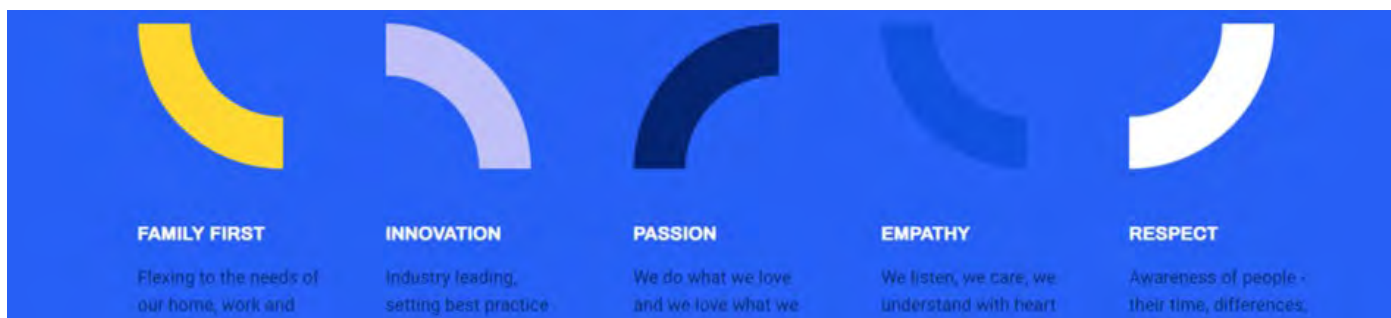 FAMILY FIRST
Flexing to the needs of
our home, work and
INNOVATION
Industry leading,
setting best practice
PASSION
We do what we love
and we love what we
EMPATHY
We listen, we care, we
understand with heart
RESPECT
Awareness of people -
their time, differences,